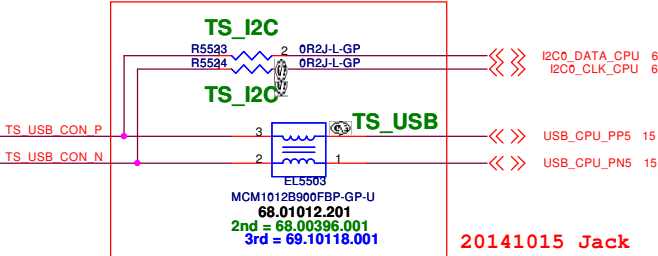 TS_I2C
R5523 2 0R2J-L-GP I2C0_DATA_CPU 6
R5524 0R2J-L-GP I2C0_CLK_CPU 6
TS_I2C
TS_USB_CON_P 3 TS_USB USB_CPU_PP5 15
TS_USB_CON_N 2 1 USB_CPU_PN5 15
EL5503
MCM1012B900FBP-GP-U
68.01012.201
2nd = 68.00396.001
3rd = 69.10118.001
20141015 Jack